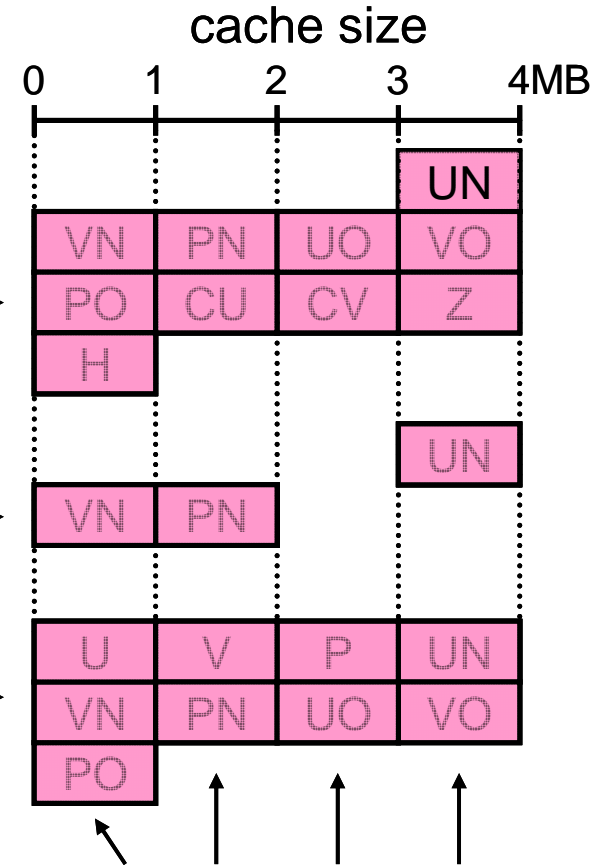 cache size
0 1 2 3 4MB
UN
VN PN UO VO
PO CU CV Z
H
UN
VN PN
U V P UN
VN PN UO VO
PO